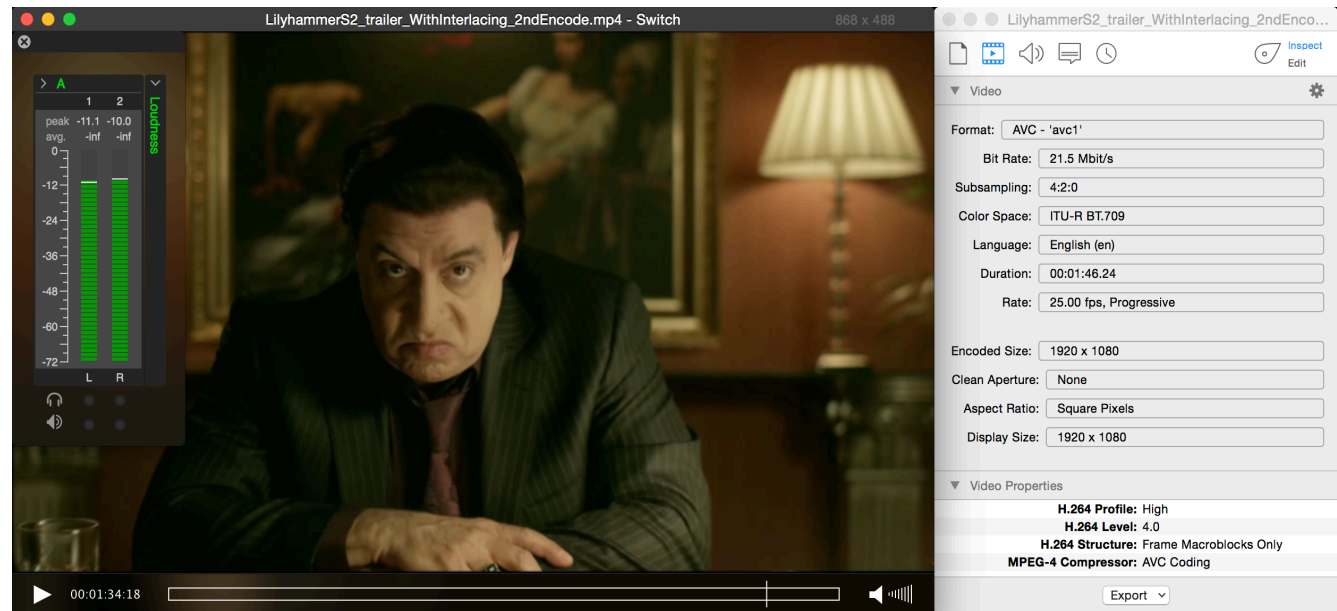 LilyhammerS2_trailer_WithInterlacing_2ndEncode.mp4 - Switch
868 x 488
A
1 2
peak -11.1 -10.0
avg. -inf -inf
0
-12
-24
-36
-48
-60
-72
L R
Loudness
00:01:34:18
LilyhammerS2_trailer_WithInterlacing_2ndEnco...
Inspect
Edit
Video
Format: AVC - 'avc1'
Bit Rate: 21.5 Mbit/s
Subsampling: 4:2:0
Color Space: ITU-R BT.709
Language: English (en)
Duration: 00:01:46.24
Rate: 25.00 fps, Progressive
Encoded Size: 1920 x 1080
Clean Aperture: None
Aspect Ratio: Square Pixels
Display Size: 1920 x 1080
Video Properties
H.264 Profile: High
H.264 Level: 4.0
H.264 Structure: Frame Macroblocks Only
MPEG-4 Compressor: AVC Coding
Export